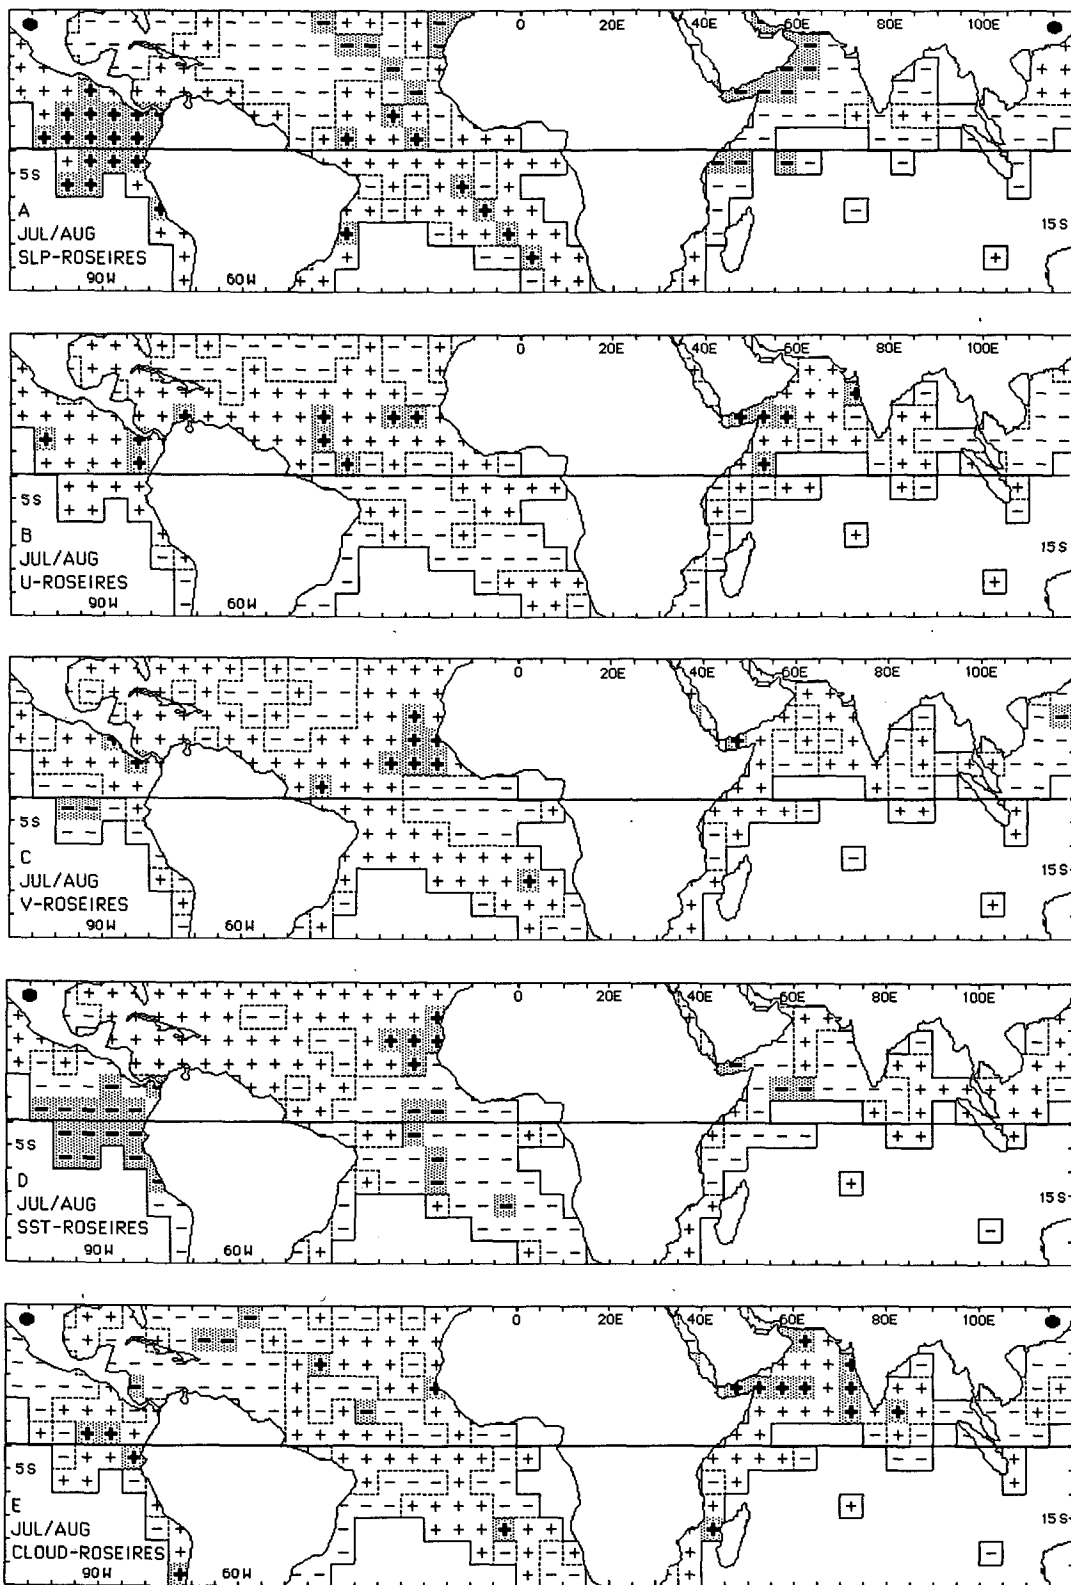 0 20E 40E 60E 80E 100E
5S
A
JUL/AUG
SLP-ROSEIRES
90W 60W
15S
0 20E 40E 60E 80E 100E
5S
B
JUL/AUG
U-ROSEIRES
90W 60W
15S
0 20E 40E 60E 80E 100E
5S
C
JUL/AUG
V-ROSEIRES
90W 60W
15S
0 20E 40E 60E 80E 100E
5S
D
JUL/AUG
SST-ROSEIRES
90W 60W
15S
0 20E 40E 60E 80E 100E
5S
E
JUL/AUG
CLOUD-ROSEIRES
90W 60W
15S